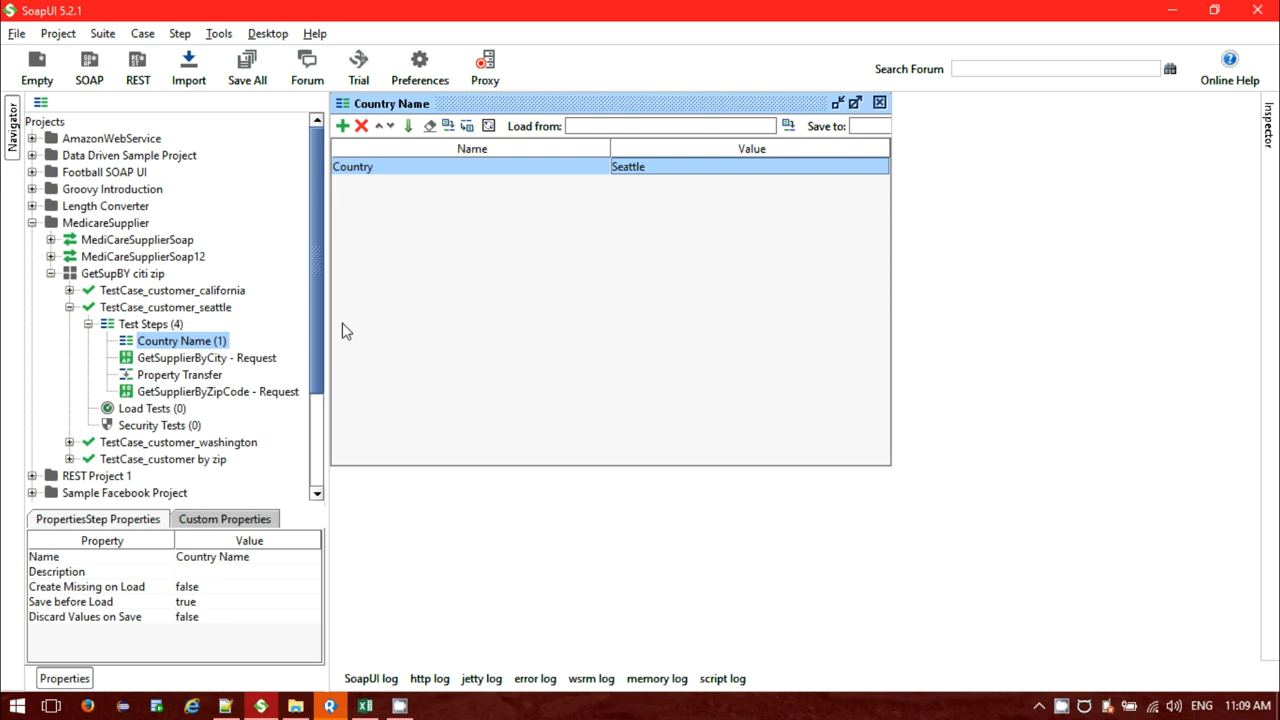 SoapUI 5.2.1
File Project Suite Case Step Tools Desktop Help
Empty SOAP REST Import Save All Forum Trial Preferences Proxy Search Forum Online Help
Navigator
Projects
AmazonWebService
Data Driven Sample Project
Football SOAP UI
Groovy Introduction
Length Converter
MedicareSupplier
MediCareSupplierSoap
MediCareSupplierSoap12
GetSupBY citi zip
TestCase_customer_california
TestCase_customer_seattle
Test Steps (4)
Country Name (1)
GetSupplierByCity - Request
Property Transfer
GetSupplierByZipCode - Request
Load Tests (0)
Security Tests (0)
TestCase_customer_washington
TestCase_customer by zip
REST Project 1
Sample Facebook Project
PropertiesStep Properties Custom Properties
Property Value
Name Country Name
Description
Create Missing on Load false
Save before Load true
Discard Values on Save false
Properties
Country Name
Load from: Save to:
Name Value
Country Seattle
Inspector
SoapUI log http log jetty log error log wsrm log memory log script log
ENG 11:09 AM